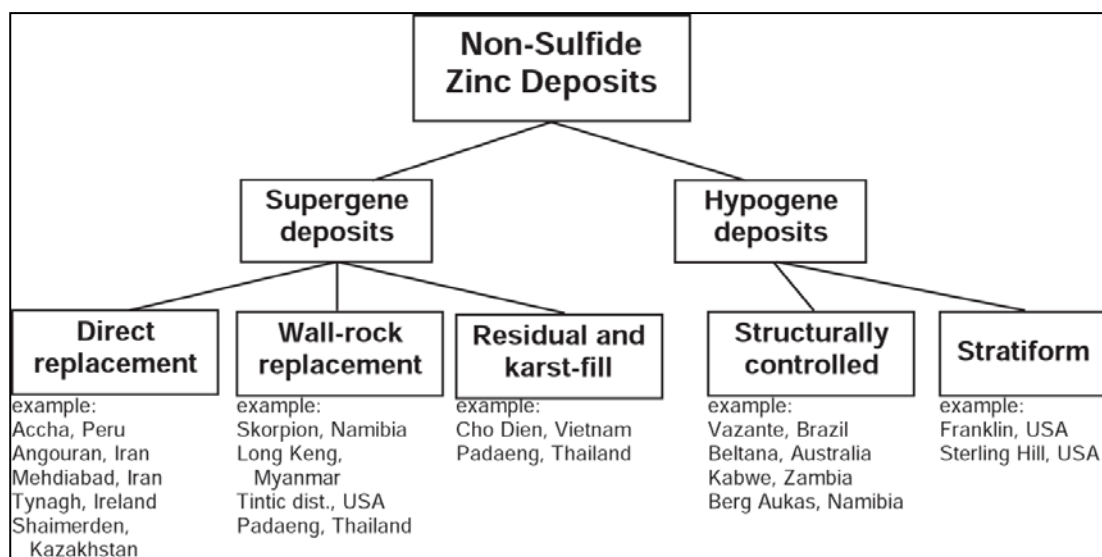 Non-Sulfide
Zinc Deposits
Supergene
deposits
Hypogene
deposits
Direct
replacement
Wall-rock
replacement
Residual and
karst-fill
Structurally
controlled
Stratiform
example:
Accha, Peru
Angouran, Iran
Mehdiabad, Iran
Tynagh, Ireland
Shaimerden,
Kazakhstan
example:
Skorpion, Namibia
Long Keng,
Myanmar
Tintic dist., USA
Padaeng, Thailand
example:
Cho Dien, Vietnam
Padaeng, Thailand
example:
Vazante, Brazil
Beltana, Australia
Kabwe, Zambia
Berg Aukas, Namibia
example:
Franklin, USA
Sterling Hill, USA